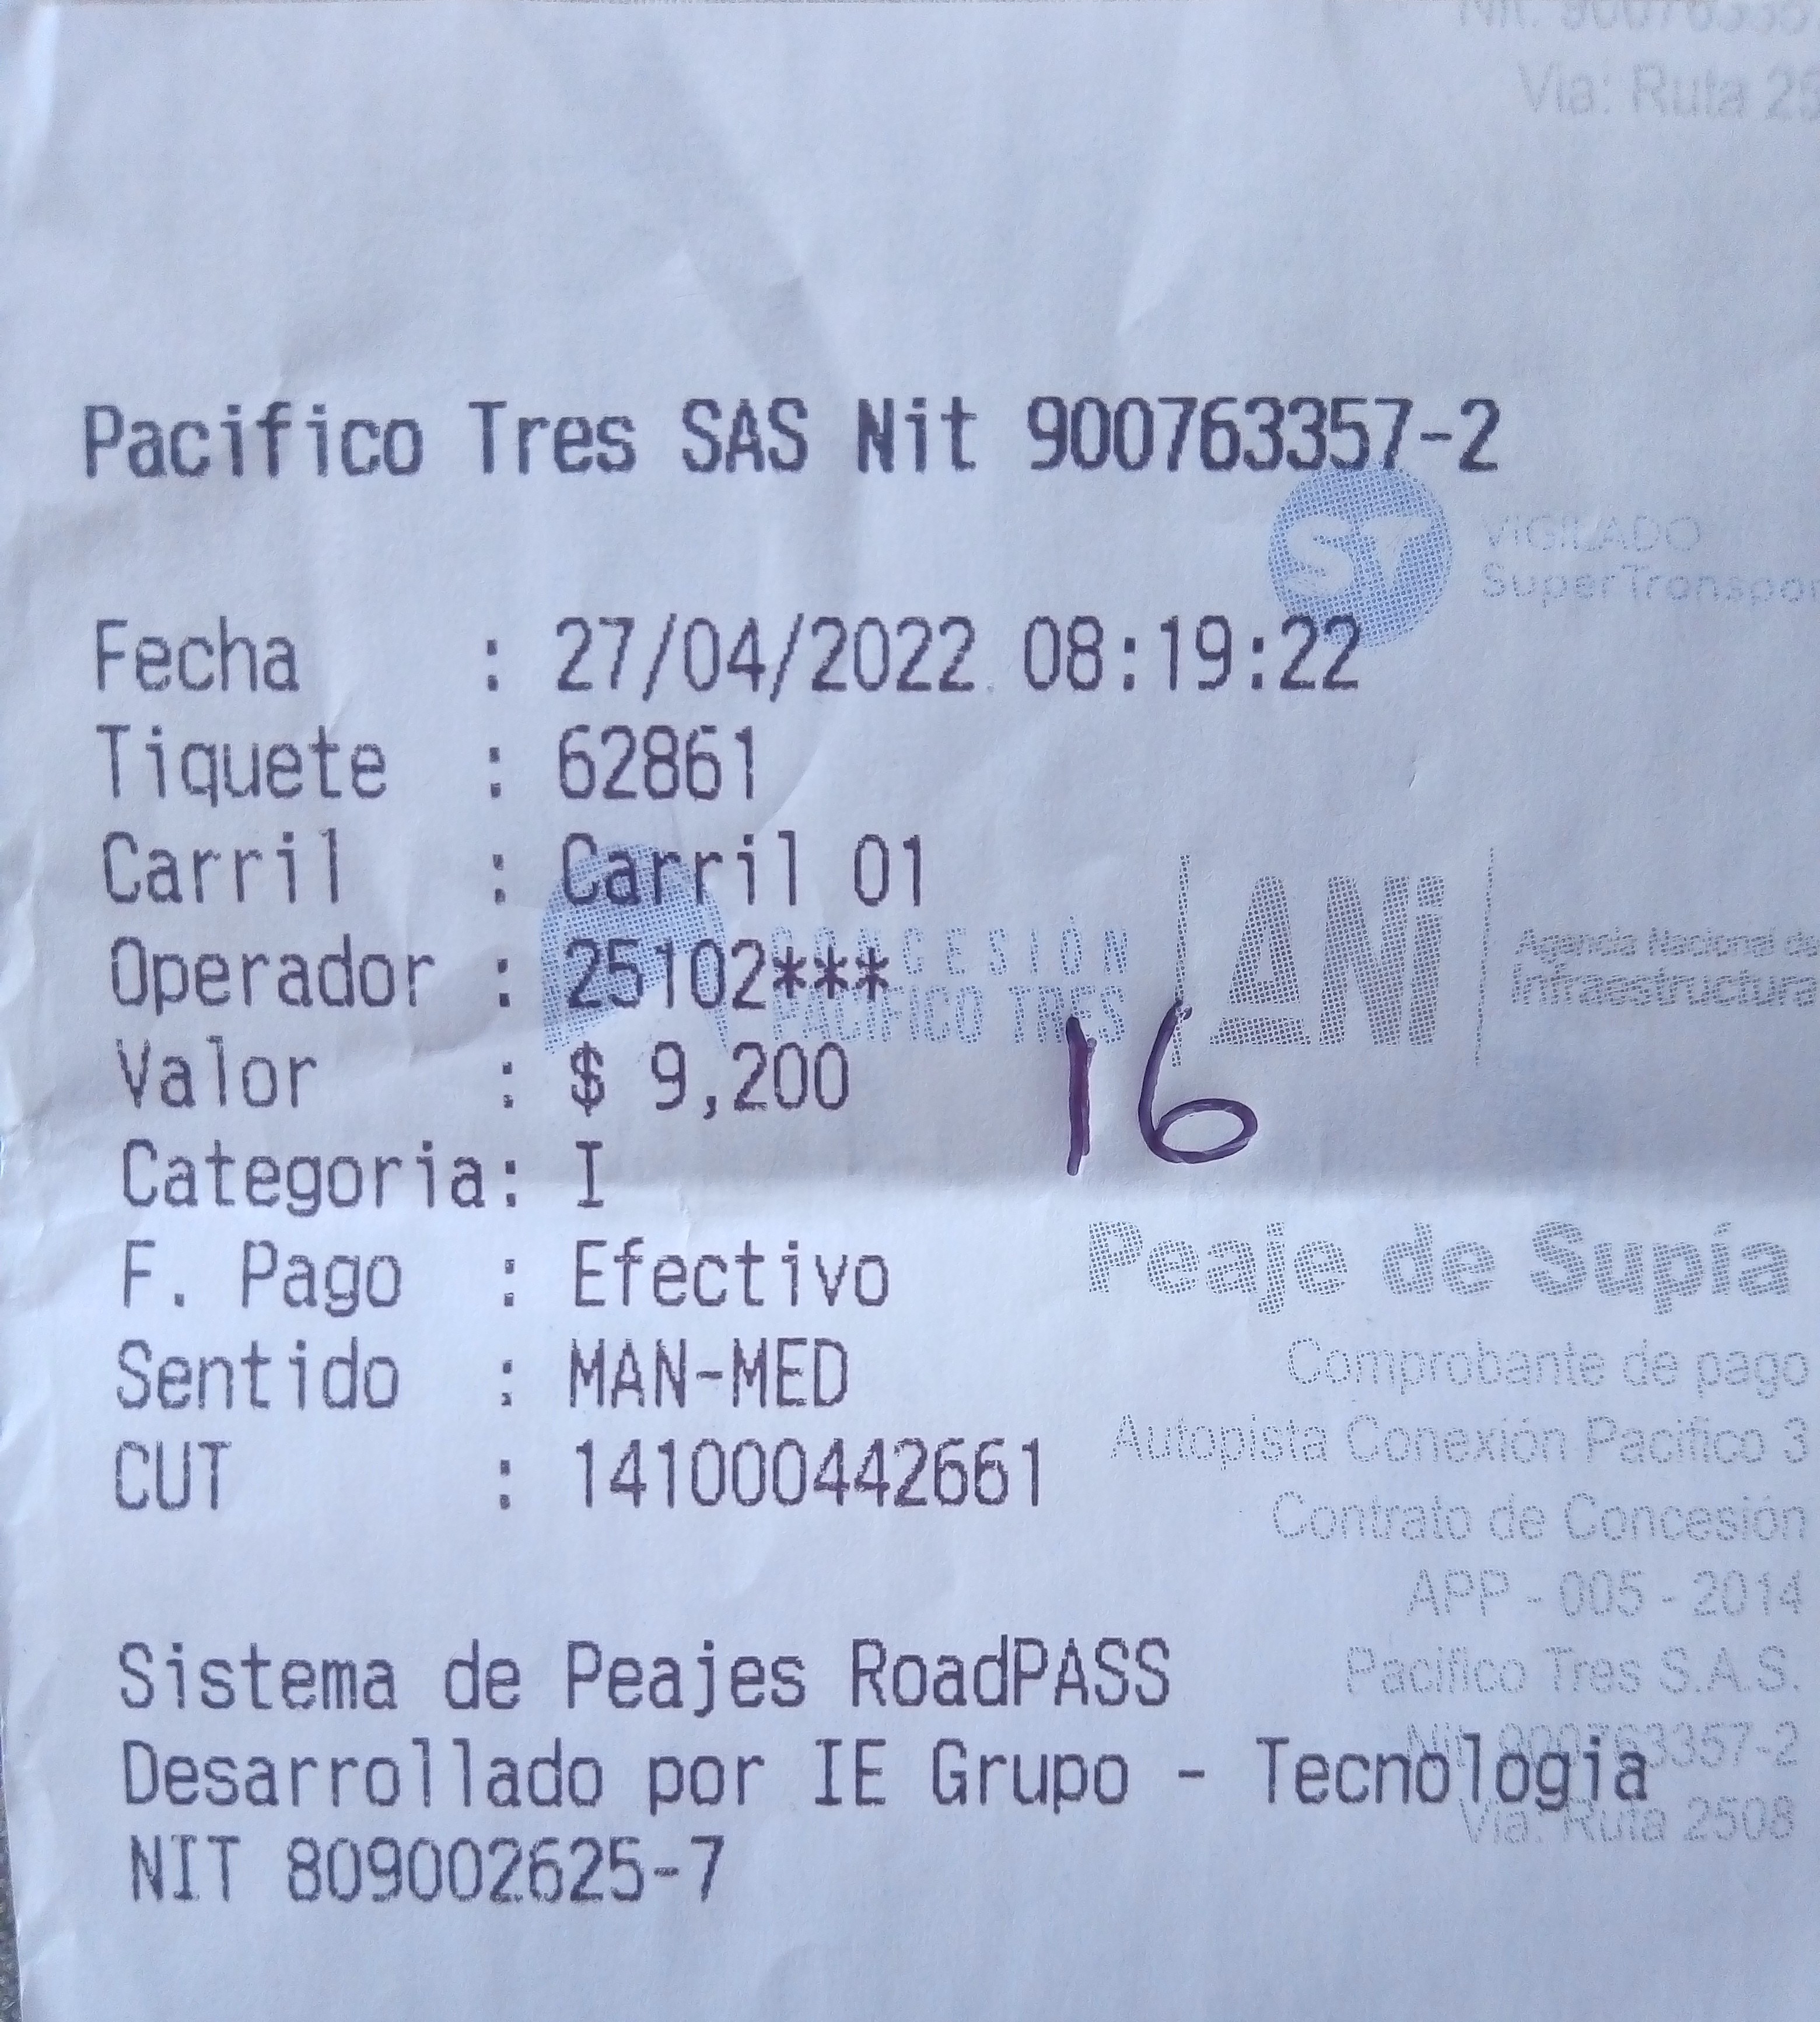 Via: Ruta 25
Pacifico Tres SAS Nit 900763357-2
ST
VIGILADO
SuperTranspor
Fecha : 27/04/2022 08:19:22
Tiquete : 62861
Carril : Carril 01
Operador : 25102***
CONCESIÓN
PACIFICO TRES
ANi
Agencia Nacional de
Infraestructura
Valor : $ 9,200
16
Categoria: I
F. Pago : Efectivo
Sentido : MAN-MED
CUT : 141000442661
Peaje de Supía
Comprobante de pago
Autopista Conexión Pacifico 3
Contrato de Concesión
APP - 005 - 2014
Pacifico Tres S.A.S.
Nit 900763357-2
Via: Ruta 2508
Sistema de Peajes RoadPASS
Desarrollado por IE Grupo - Tecnologia
NIT 809002625-7